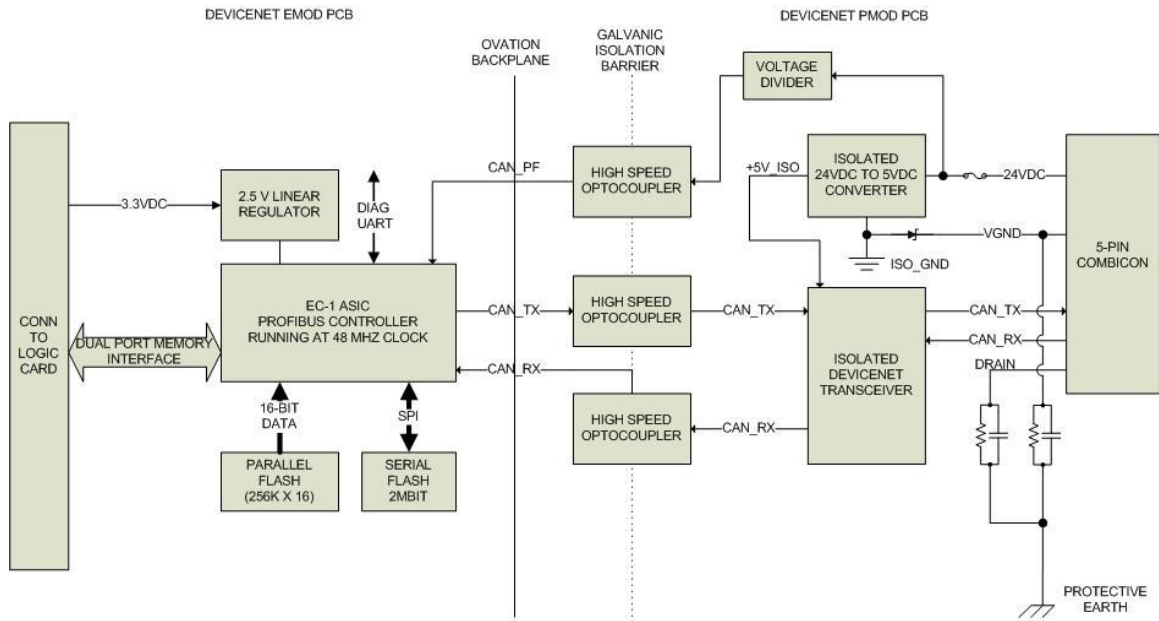 DEVICENET EMOD PCB
DEVICENET PMOD PCB
OVATION
BACKPLANE
GALVANIC
ISOLATION
BARRIER
VOLTAGE
DIVIDER
CONN
TO
LOGIC
CARD
3.3VDC
2.5 V LINEAR
REGULATOR
DIAG
UART
CAN_PF
HIGH SPEED
OPTOCOUPLER
+5V_ISO
ISOLATED
24VDC TO 5VDC
CONVERTER
24VDC
VGND
ISO_GND
5-PIN
COMBICON
DUAL PORT MEMORY
INTERFACE
EC-1 ASIC
PROFIBUS CONTROLLER
RUNNING AT 48 MHZ CLOCK
CAN_TX
HIGH SPEED
OPTOCOUPLER
CAN_TX
ISOLATED
DEVICENET
TRANSCEIVER
CAN_TX
CAN_RX
DRAIN
CAN_RX
HIGH SPEED
OPTOCOUPLER
CAN_RX
16-BIT
DATA
SPI
PARALLEL
FLASH
(256K X 16)
SERIAL
FLASH
2MBIT
PROTECTIVE
EARTH